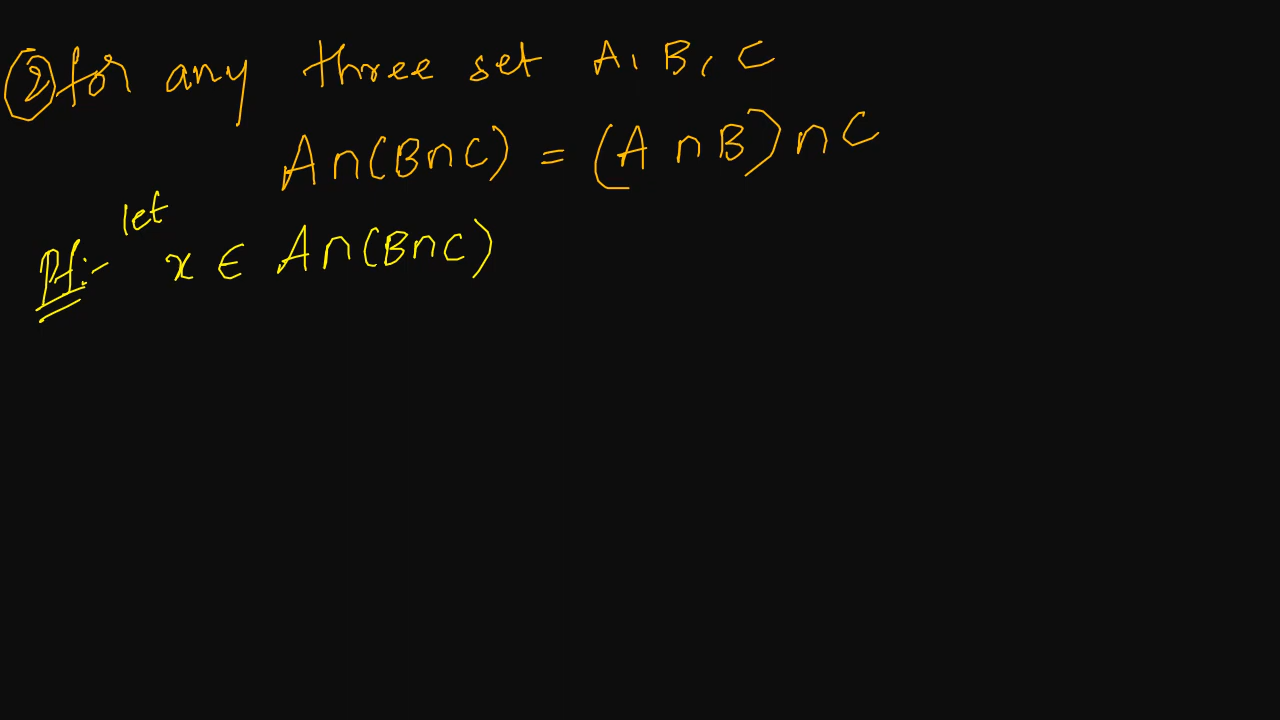 ② for any three set A, B, C
A∩(B∩C) = (A∩B)∩C
let
Pf:- x ∈ A∩(B∩C)